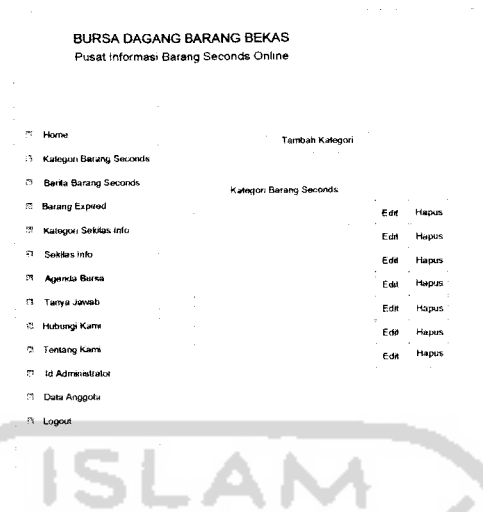 BURSA DAGANG BARANG BEKAS
Pusat Informasi Barang Seconds Online
Home
Kategori Barang Seconds
Berita Barang Seconds
Barang Expired
Kategori Sekilas Info
Sekilas Info
Agenda Bursa
Tanya Jawab
Hubungi Kami
Tentang Kami
Id Administrator
Data Anggota
Logout
Tambah Kategori
Kategori Barang Seconds
Edit Hapus
Edit Hapus
Edit Hapus
Edit Hapus
Edit Hapus
Edit Hapus
Edit Hapus
ISLAM